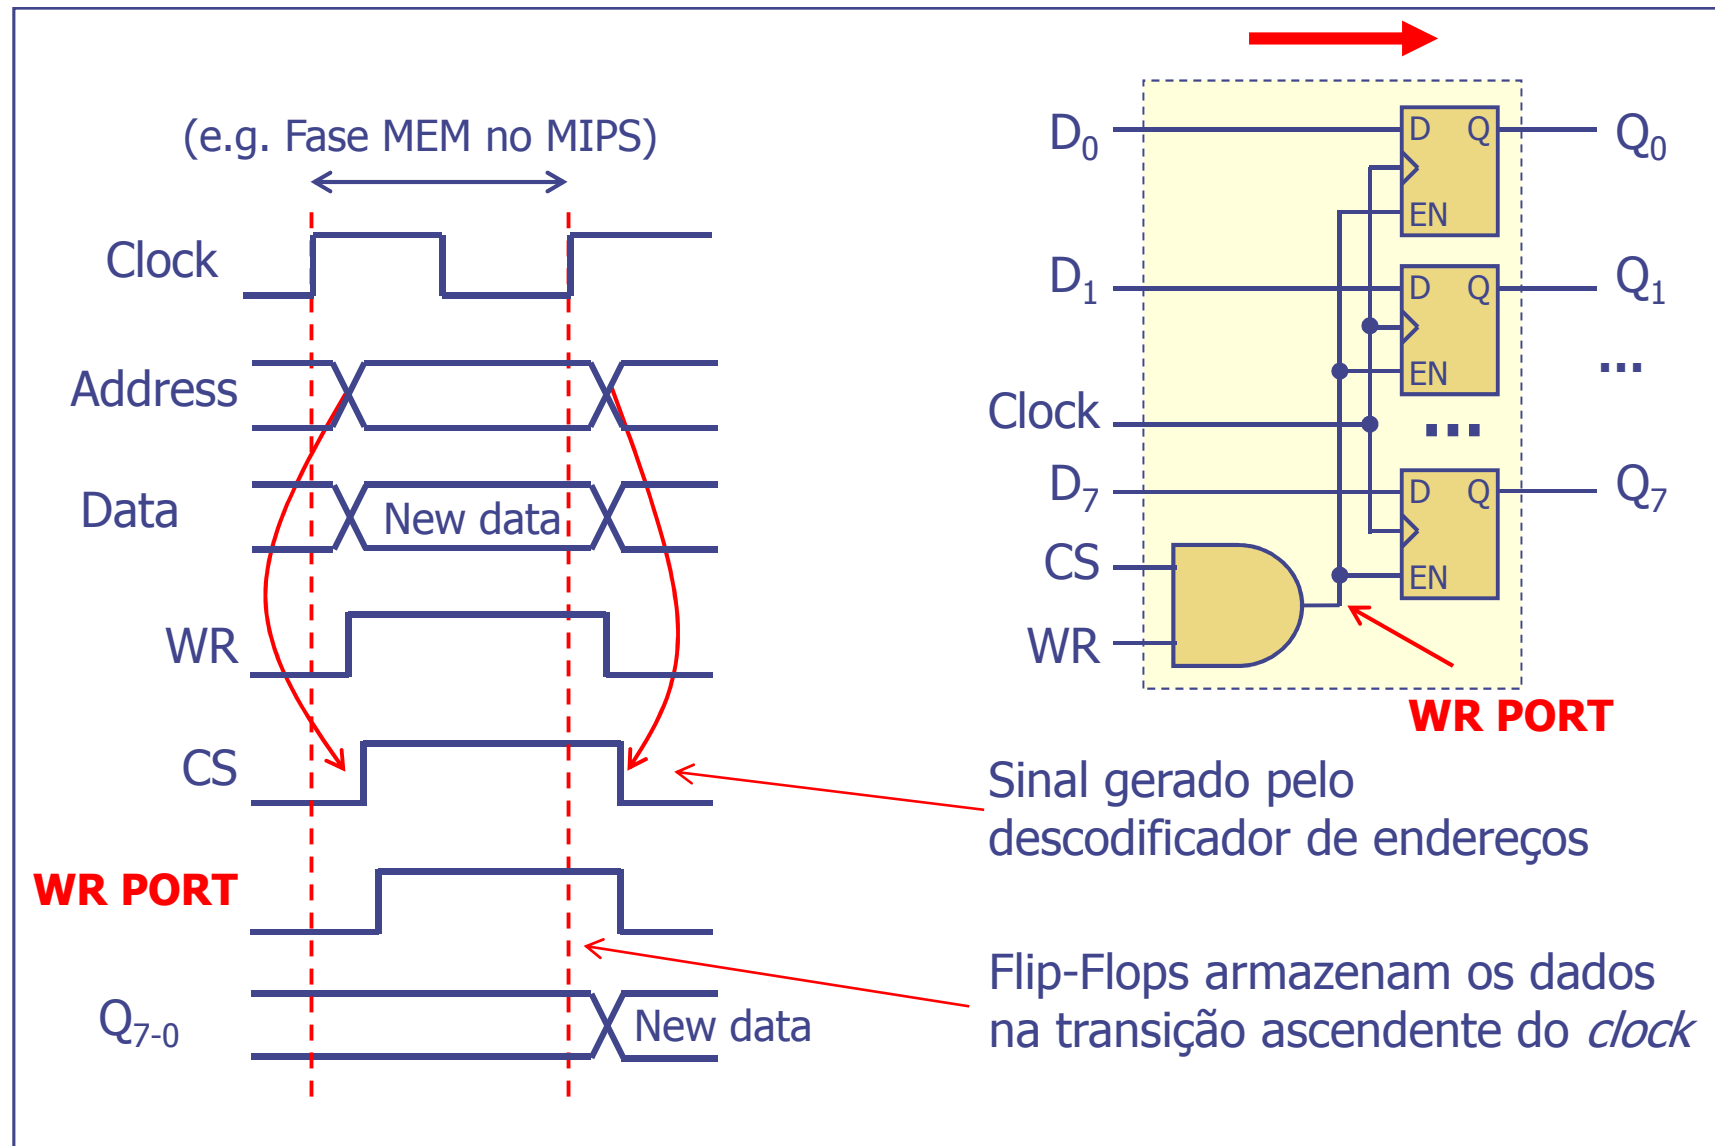 (e.g. Fase MEM no MIPS)
Clock
Address
Data
New data
WR
CS
WR PORT
Q7-0
New data
D0
D Q
EN
Q0
D1
D Q
EN
Q1
...
Clock
...
D7
D Q
EN
Q7
CS
WR
WR PORT
Sinal gerado pelo
descodificador de endereços
Flip-Flops armazenam os dados
na transição ascendente do clock